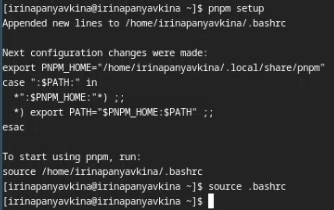 [irinapanyavkina@irinapanyavkina ~]$ pnpm setup
Appended new lines to /home/irinapanyavkina/.bashrc
Next configuration changes were made:
export PNPM_HOME="/home/irinapanyavkina/.local/share/pnpm"
case ":$PATH:" in
*":$PNPM_HOME:"*) ;;
*) export PATH="$PNPM_HOME:$PATH" ;;
esac
To start using pnpm, run:
source /home/irinapanyavkina/.bashrc
[irinapanyavkina@irinapanyavkina ~]$ source .bashrc
[irinapanyavkina@irinapanyavkina ~]$